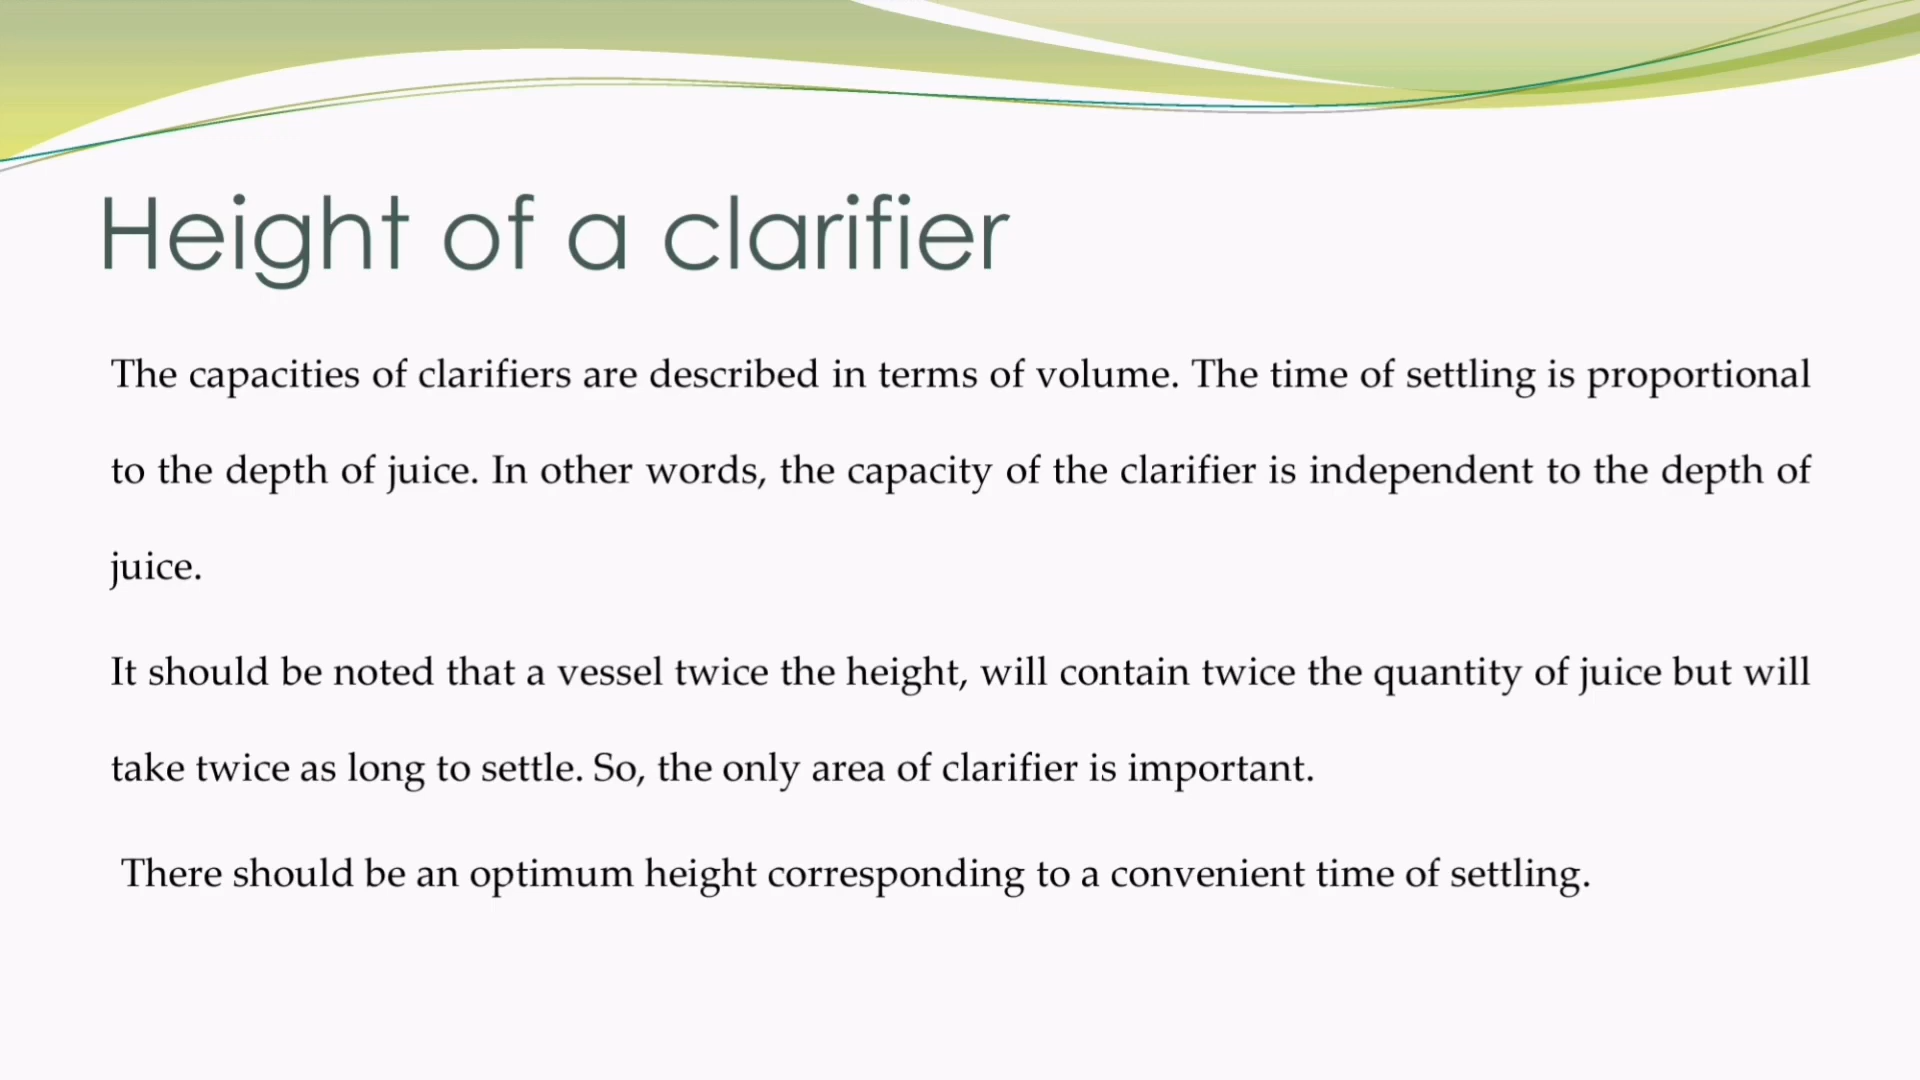 Height of a clarifier
The capacities of clarifiers are described in terms of volume. The time of settling is proportional
to the depth of juice. In other words, the capacity of the clarifier is independent to the depth of
juice.
It should be noted that a vessel twice the height, will contain twice the quantity of juice but will
take twice as long to settle. So, the only area of clarifier is important.
There should be an optimum height corresponding to a convenient time of settling.